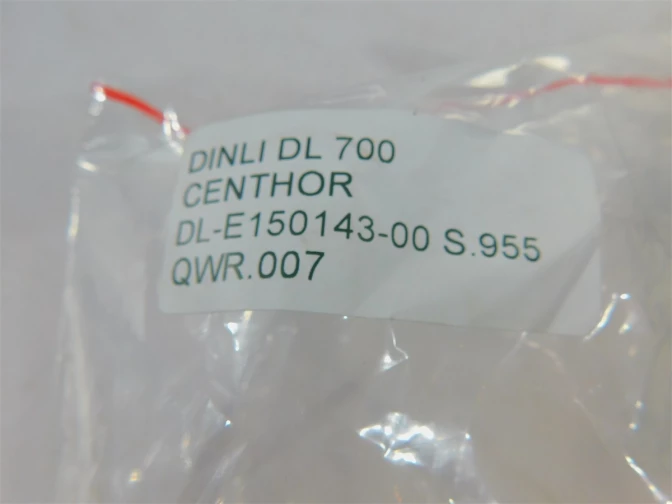 DINLI DL 700
CENTHOR
DL-E150143-00 S.955
QWR.007